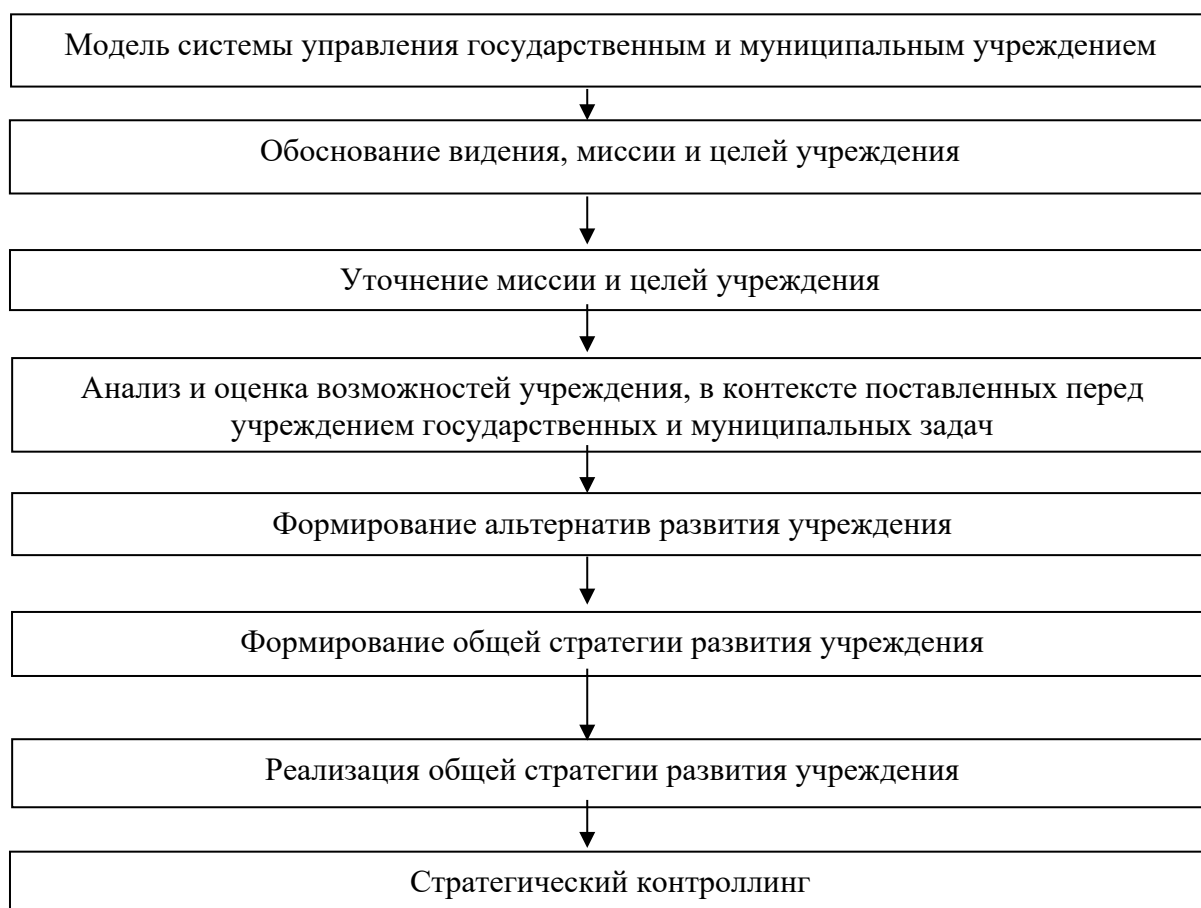 Модель системы управления государственным и муниципальным учреждением
Обоснование видения, миссии и целей учреждения
Уточнение миссии и целей учреждения
Анализ и оценка возможностей учреждения, в контексте поставленных перед
учреждением государственных и муниципальных задач
Формирование альтернатив развития учреждения
Формирование общей стратегии развития учреждения
Реализация общей стратегии развития учреждения
Стратегический контроллинг